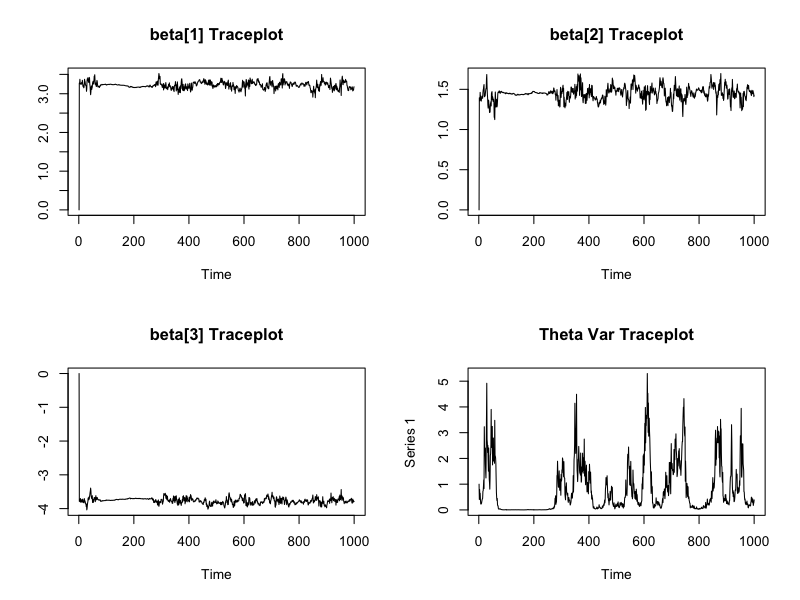 beta[1] Traceplot
0.0 1.0 2.0 3.0
0 200 400 600 800 1000
Time
beta[2] Traceplot
0.0 0.5 1.0 1.5
0 200 400 600 800 1000
Time
beta[3] Traceplot
-4 -3 -2 -1 0
0 200 400 600 800 1000
Time
Theta Var Traceplot
Series 1
0 1 2 3 4 5
0 200 400 600 800 1000
Time